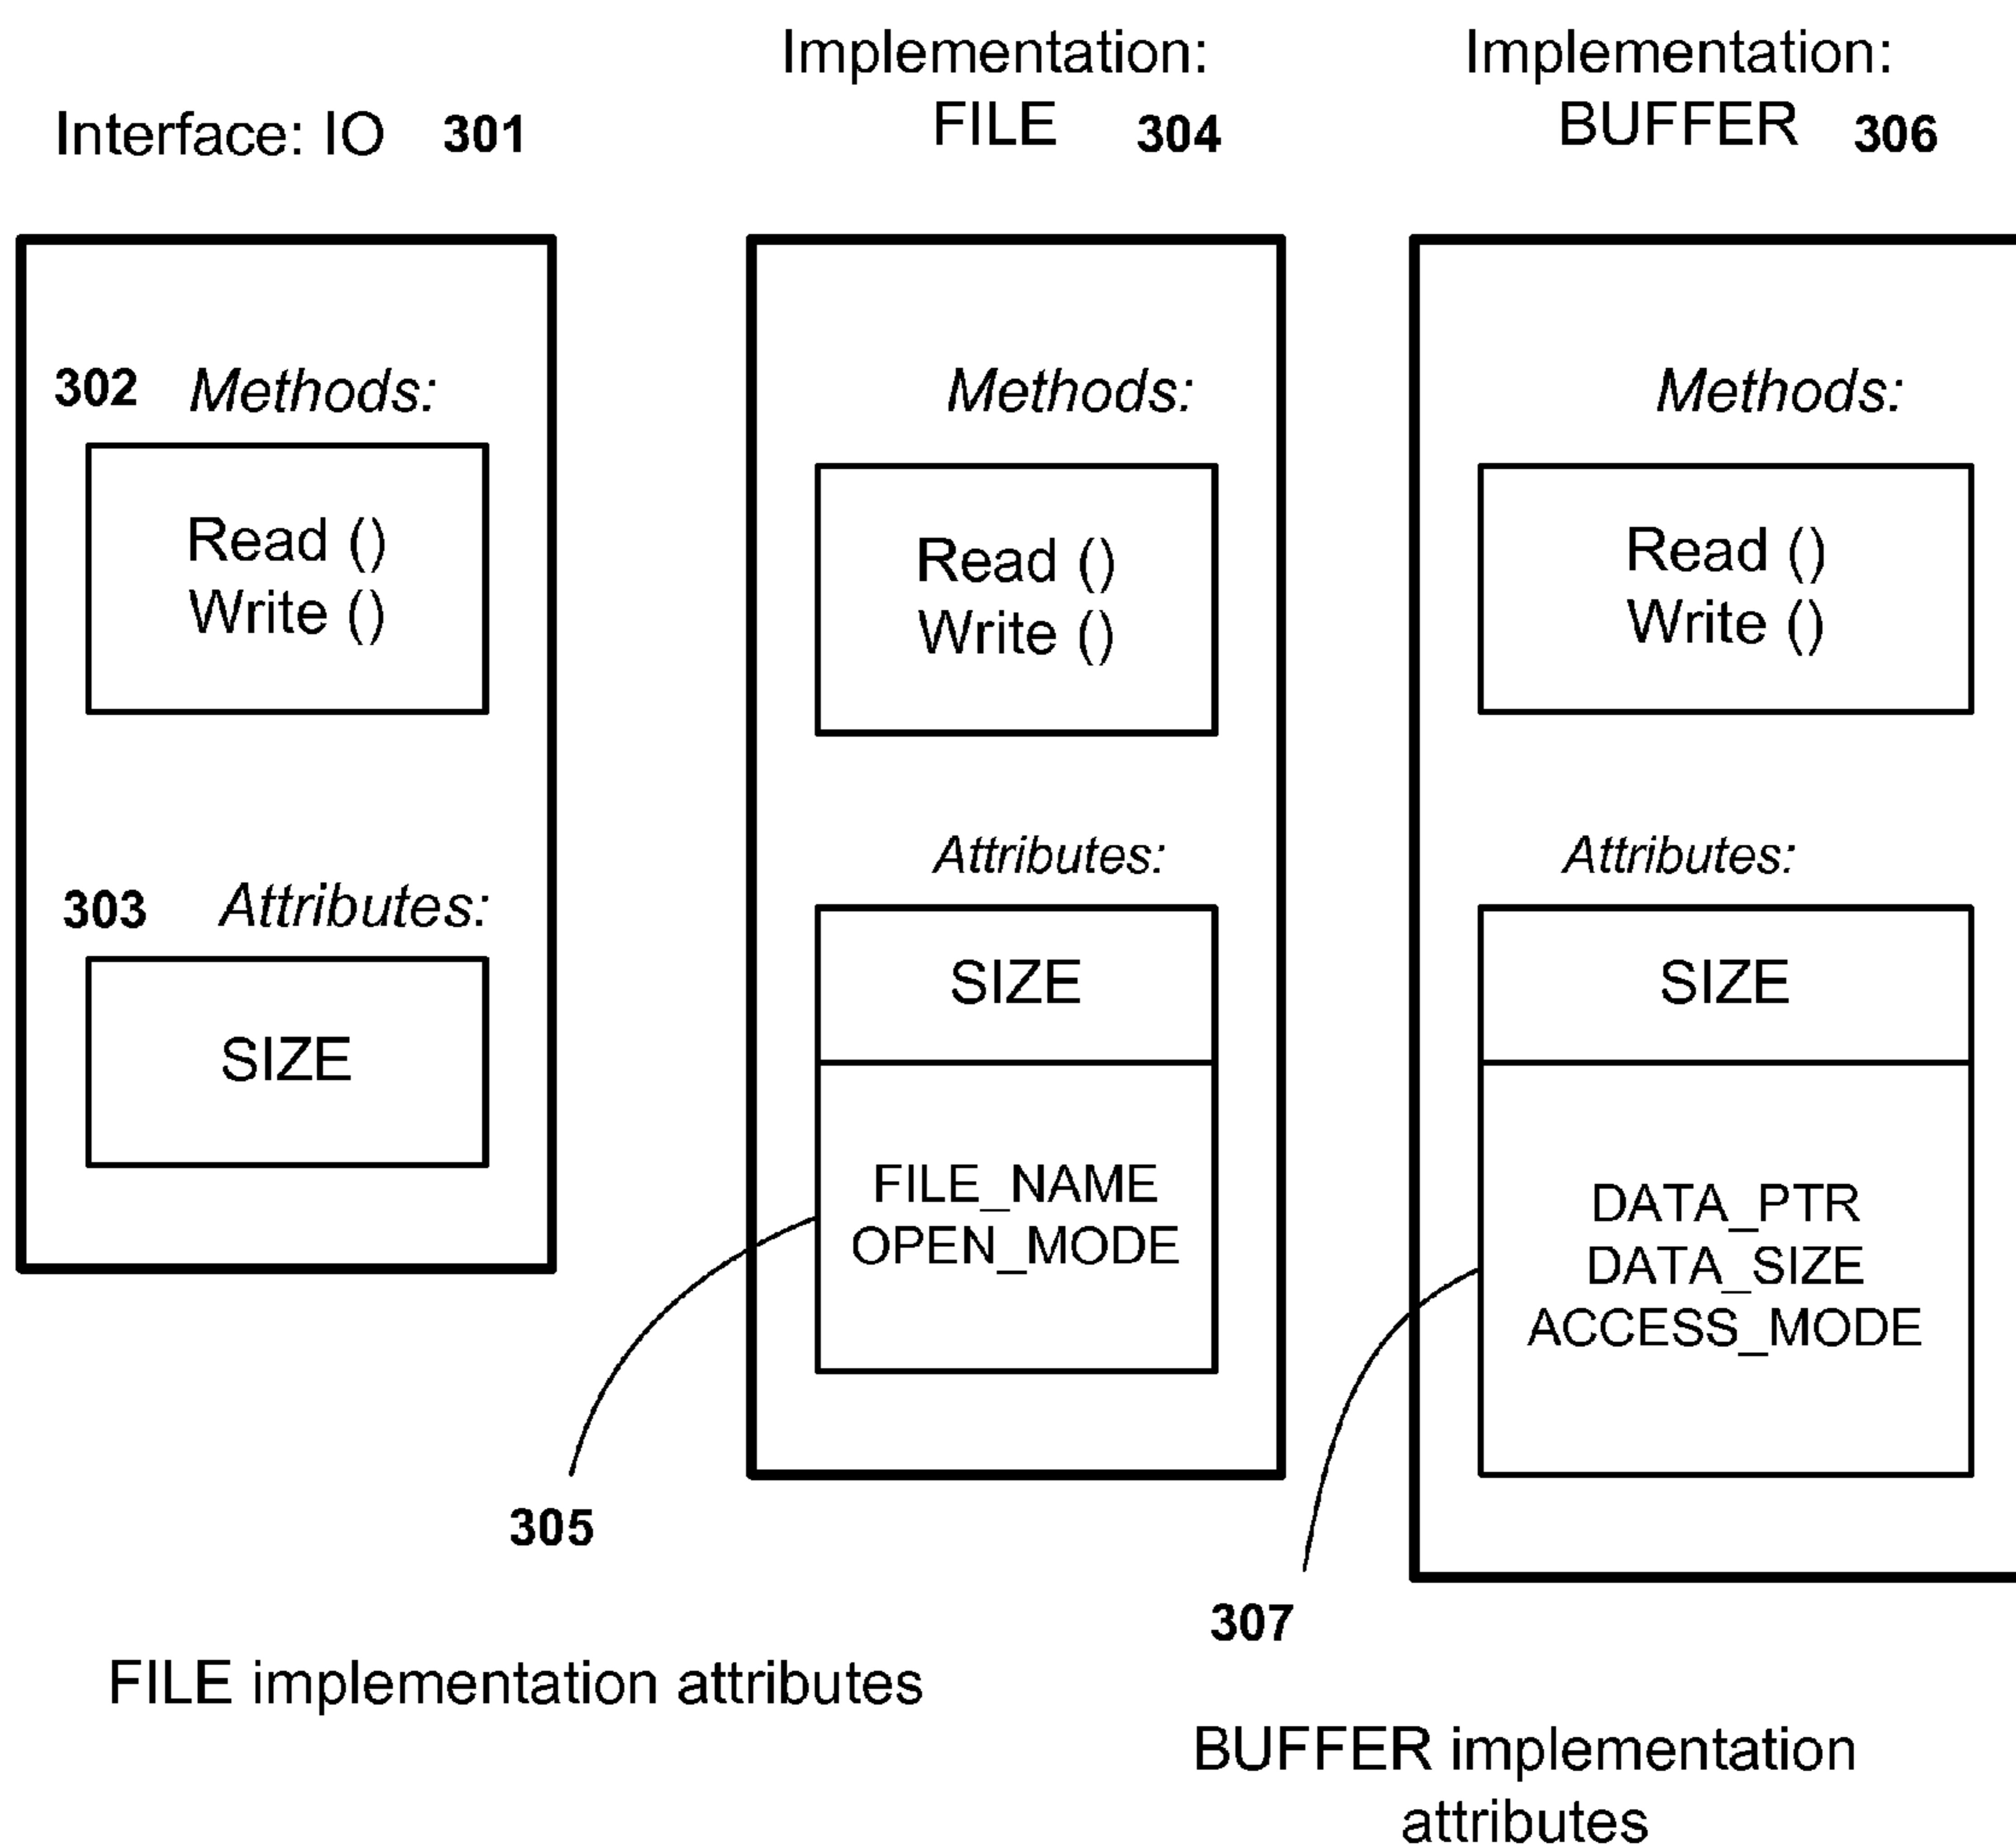 Interface: IO 301
302 Methods:
Read ()
Write ()
303 Attributes:
SIZE
Implementation:
FILE 304
Methods:
Read ()
Write ()
Attributes:
SIZE
FILE_NAME
OPEN_MODE
305
FILE implementation attributes
Implementation:
BUFFER 306
Methods:
Read ()
Write ()
Attributes:
SIZE
DATA_PTR
DATA_SIZE
ACCESS_MODE
307
BUFFER implementation
attributes